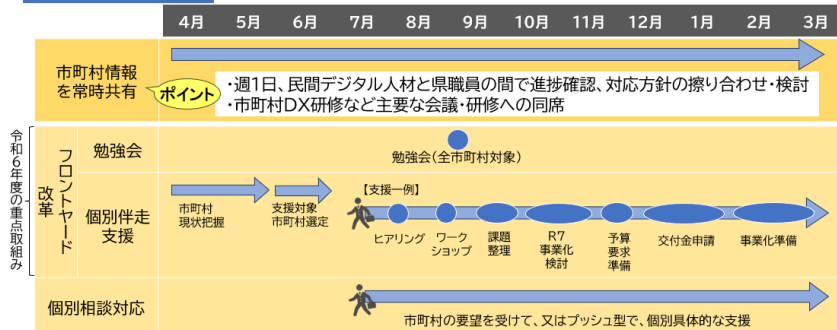 4月 5月 6月 7月 8月 9月 10月 11月 12月 1月 2月 3月
市町村情報
を常時共有
ポイント
・週1日、民間デジタル人材と県職員の間で進捗確認、対応方針の擦り合わせ・検討
・市町村DX研修など主要な会議・研修への同席
令和6年度の重点取組み
フロントヤード
改革
勉強会
勉強会(全市町村対象)
個別伴走
支援
市町村
現状把握
支援対象
市町村選定
【支援一例】
ヒアリング
ワーク
ショップ
課題
整理
R7
事業化
検討
予算
要求
準備
交付金申請
事業化準備
個別相談対応
市町村の要望を受けて、又はプッシュ型で、個別具体的な支援